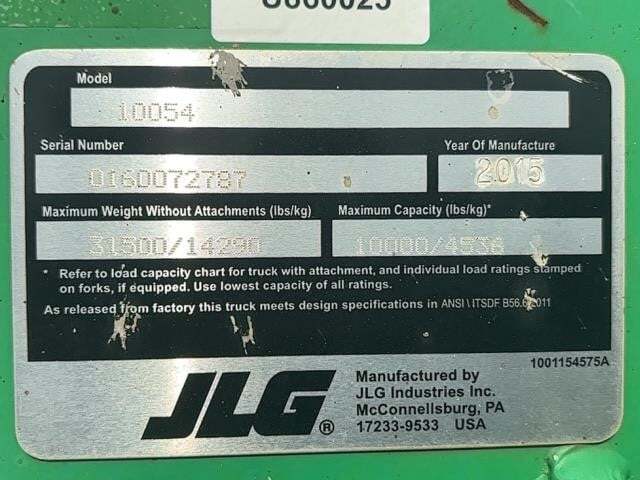 Model
10054
Serial Number
Year Of Manufacture
0160072787
2015
Maximum Weight Without Attachments (lbs/kg)
Maximum Capacity (lbs/kg)*
31500/14290
10000/4536
* Refer to load capacity chart for truck with attachment, and individual load ratings stamped
on forks, if equipped. Use lowest capacity of all ratings.
As released from factory this truck meets design specifications in ANSI \ ITSDF
1001154575A
JLG®
Manufactured by
JLG Industries Inc.
McConnellsburg, PA
17233-9533 USA